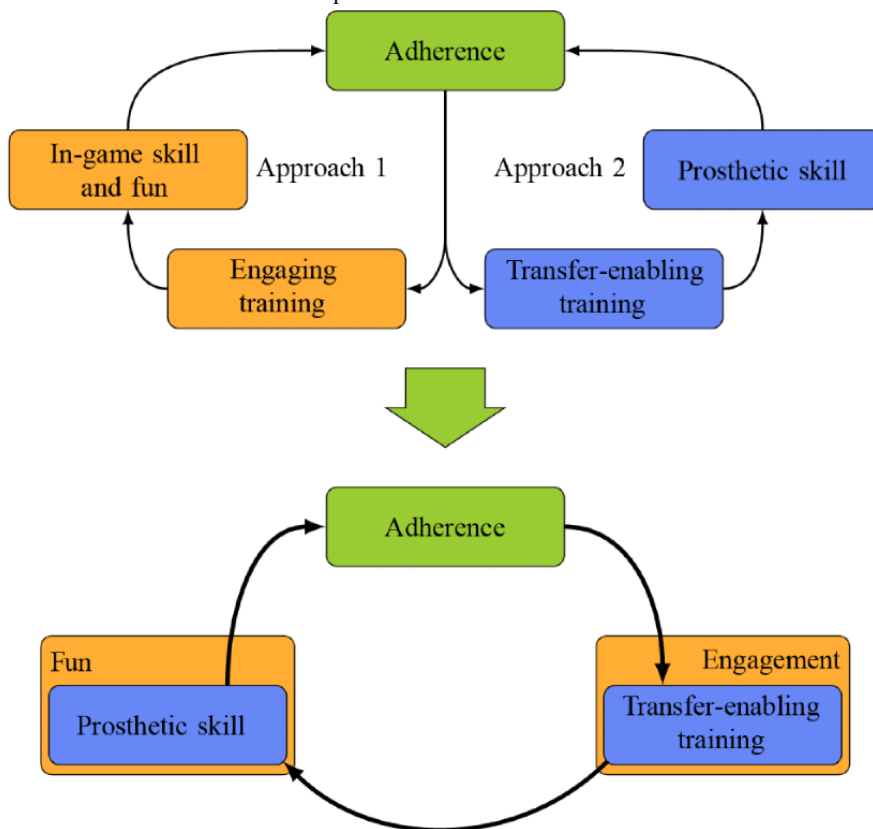 Adherence
In-game skill
and fun
Approach 1
Approach 2
Prosthetic skill
Engaging
training
Transfer-enabling
training
Adherence
Fun
Prosthetic skill
Engagement
Transfer-enabling
training